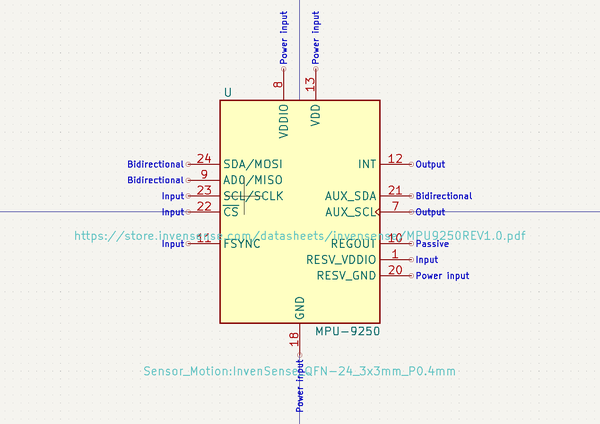 Power input
Power input
8
13
U
VDDIO
VDD
Bidirectional 24 SDA/MOSI
INT 12 Output
Bidirectional 9 AD0/MISO
Input 23 SCL/SCLK
AUX_SDA 21 Bidirectional
Input 22 CS
AUX_SCL 7 Output
https://store.invensense.com/datasheets/invensense/MPU9250REV1.0.pdf
Input 11 FSYNC
REGOUT 10 Passive
RESV_VDDIO 1 Input
RESV_GND 20 Power input
GND
MPU-9250
18
Sensor_Motion:InvenSense_QFN-24_3x3mm_P0.4mm
Power input